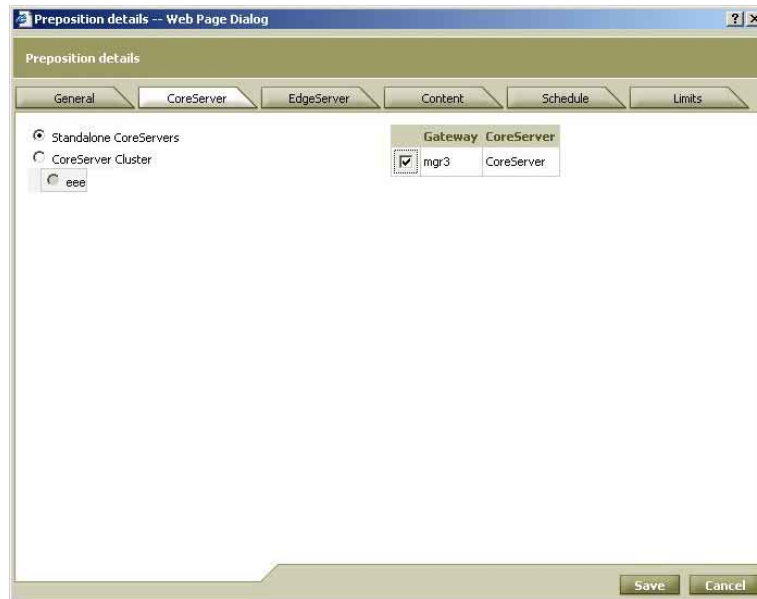 Preposition details -- Web Page Dialog
Preposition details
General CoreServer EdgeServer Content Schedule Limits
Standalone CoreServers
CoreServer Cluster
eee
Gateway CoreServer
mgr3 CoreServer
Save Cancel